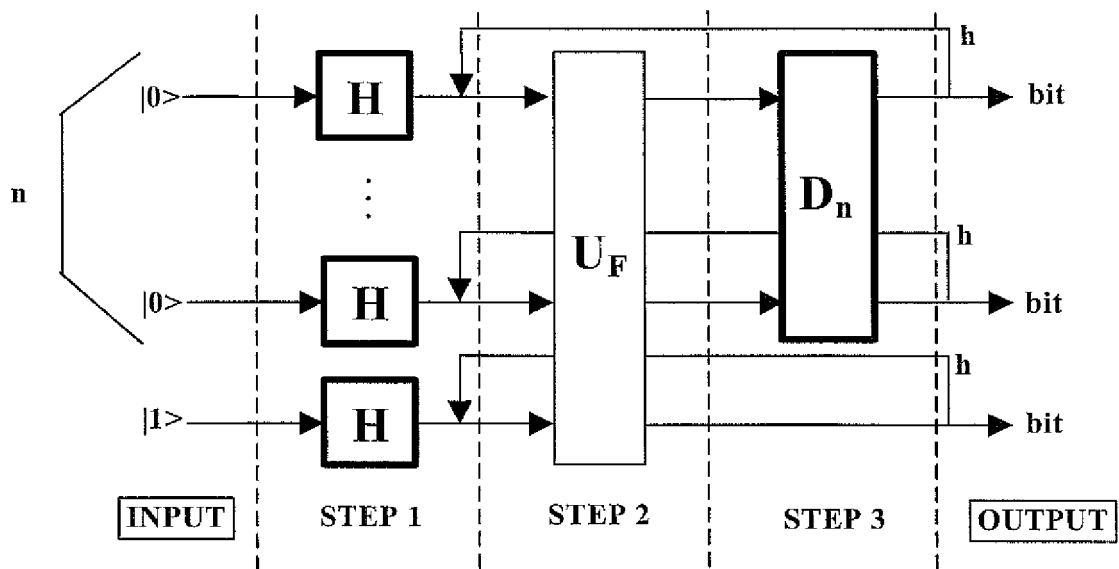 h
|0> H bit
n
D_n
h
U_F
|0> H bit
h
|1> H bit
INPUT STEP 1 STEP 2 STEP 3 OUTPUT